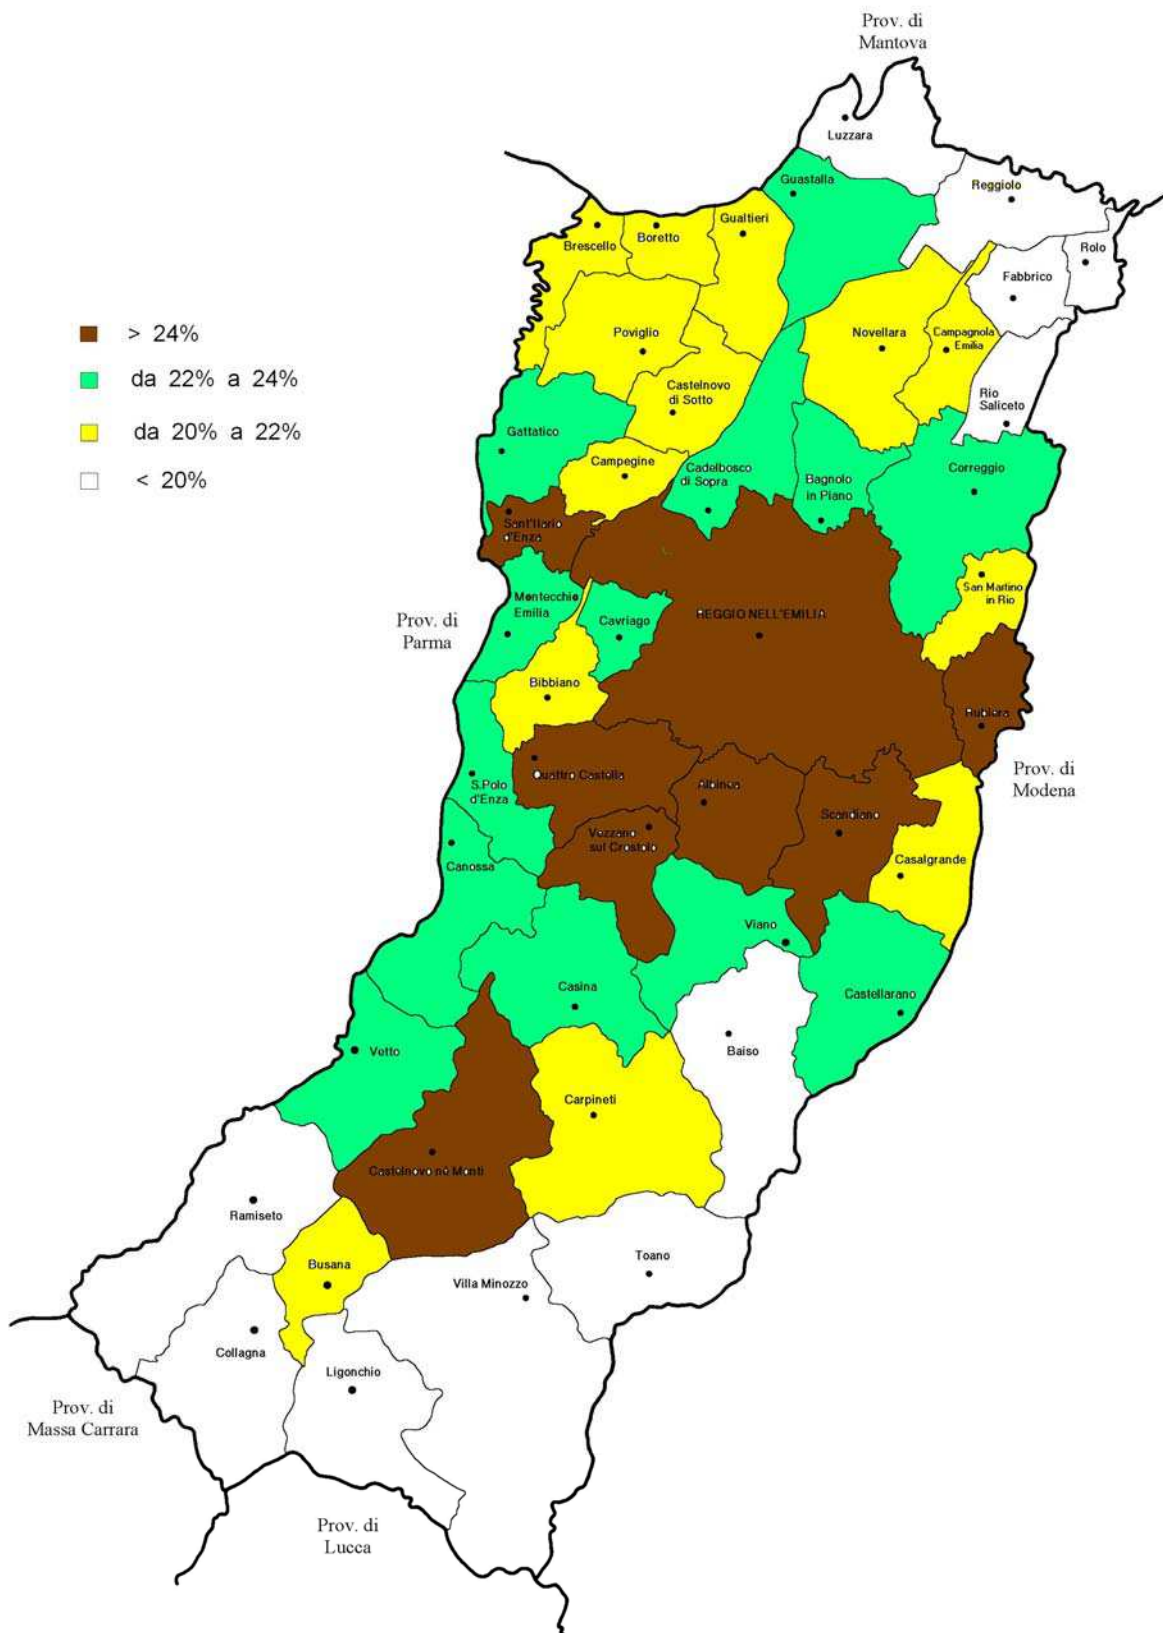 Prov. di
Mantova
Luzzara
Guastalla
Reggiolo
Gualtieri
Brescello
Boretto
Rolo
Fabbrico
> 24%
Poviglio
Novellara
Campagnola
Emilia
da 22% a 24%
Castelnovo
di Sotto
Rio
Saliceto
da 20% a 22%
Gattatico
Campegine
Cadelbosco
di Sopra
Bagnolo
in Piano
Correggio
< 20%
Sant'Ilario
d'Enza
Montecchio
Emilia
San Martino
in Rio
Prov. di
Parma
Cavriago
REGGIO NELL'EMILIA
Bibbiano
Rubiera
Quattro Castella
S.Polo
d'Enza
Albinea
Prov. di
Modena
Scandiano
Vezzano
sul Crostolo
Canossa
Casalgrande
Viano
Casina
Castellarano
Vetto
Baiso
Carpineti
Castelnovo nè Monti
Ramiseto
Busana
Toano
Villa Minozzo
Collagna
Ligonchio
Prov. di
Massa Carrara
Prov. di
Lucca